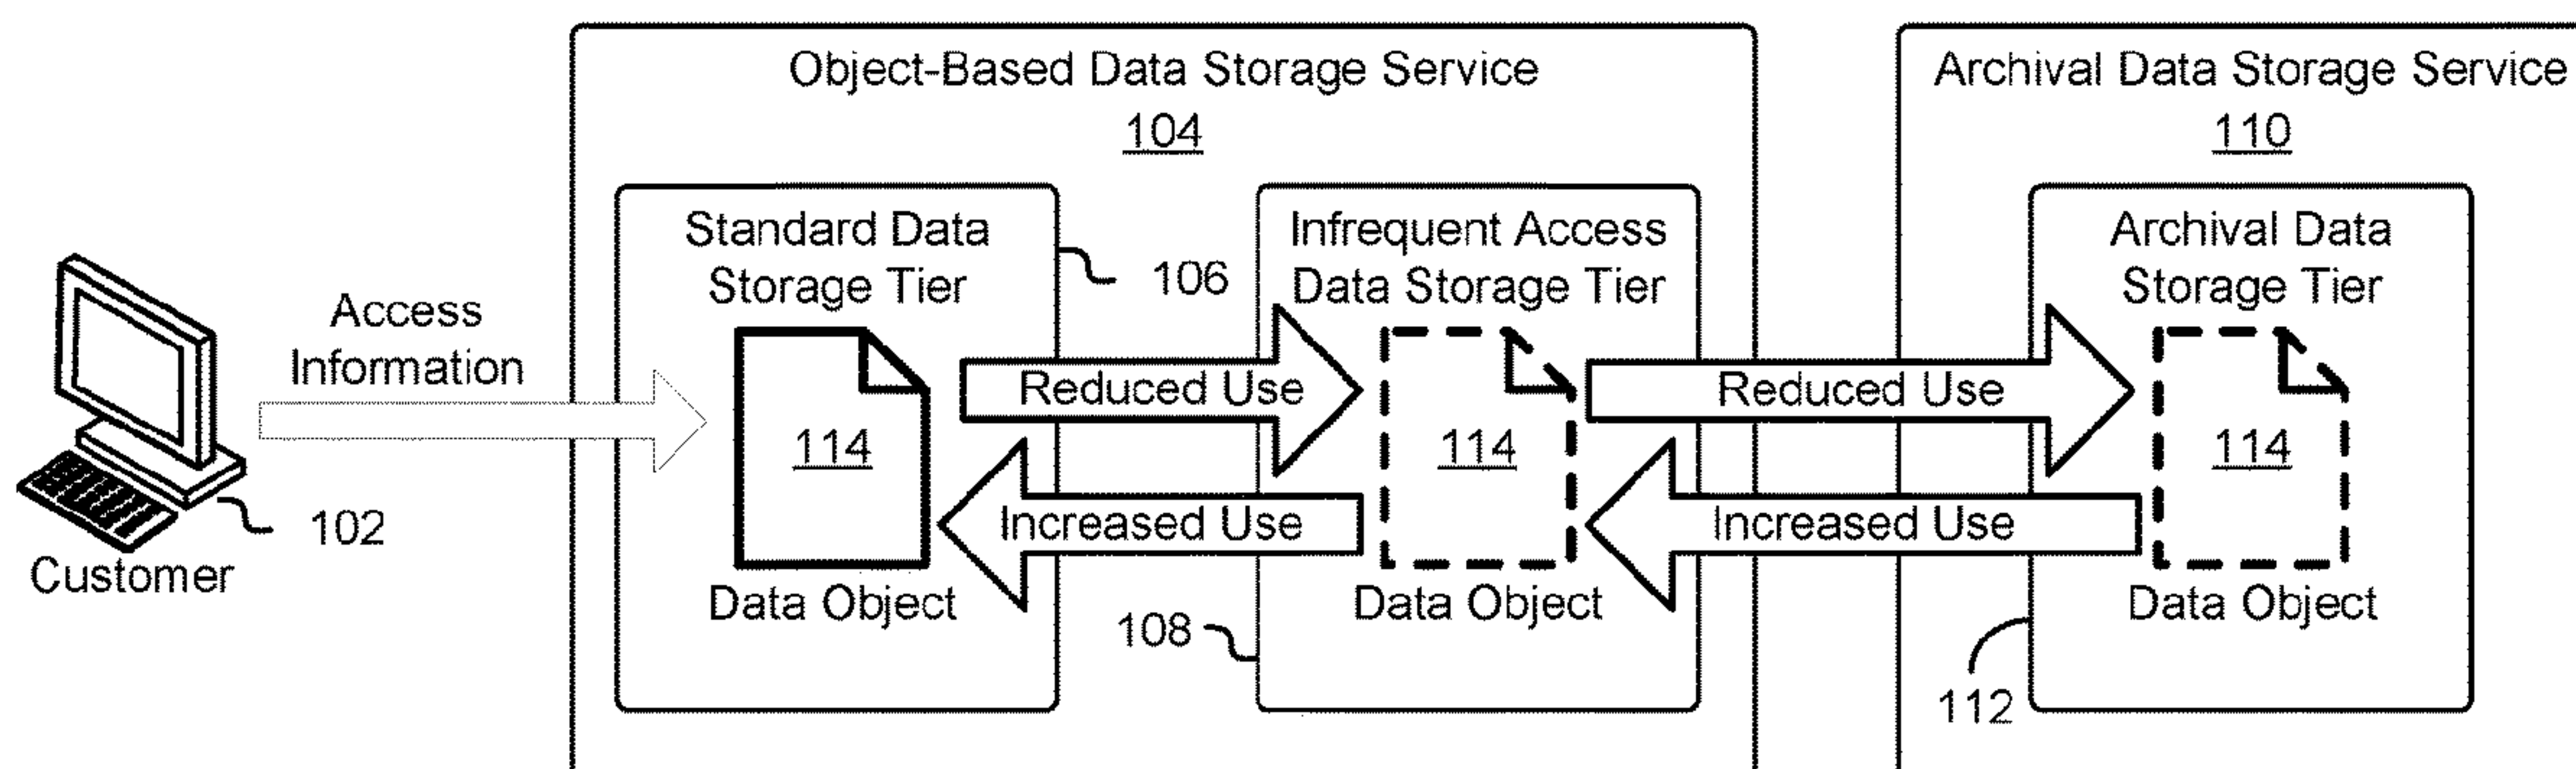 Object-Based Data Storage Service
104
Archival Data Storage Service
110
Standard Data
Storage Tier
106
Infrequent Access
Data Storage Tier
Archival Data
Storage Tier
Access
Information
Reduced Use
Reduced Use
114
114
114
Increased Use
Increased Use
102
Customer
Data Object
Data Object
Data Object
108
112